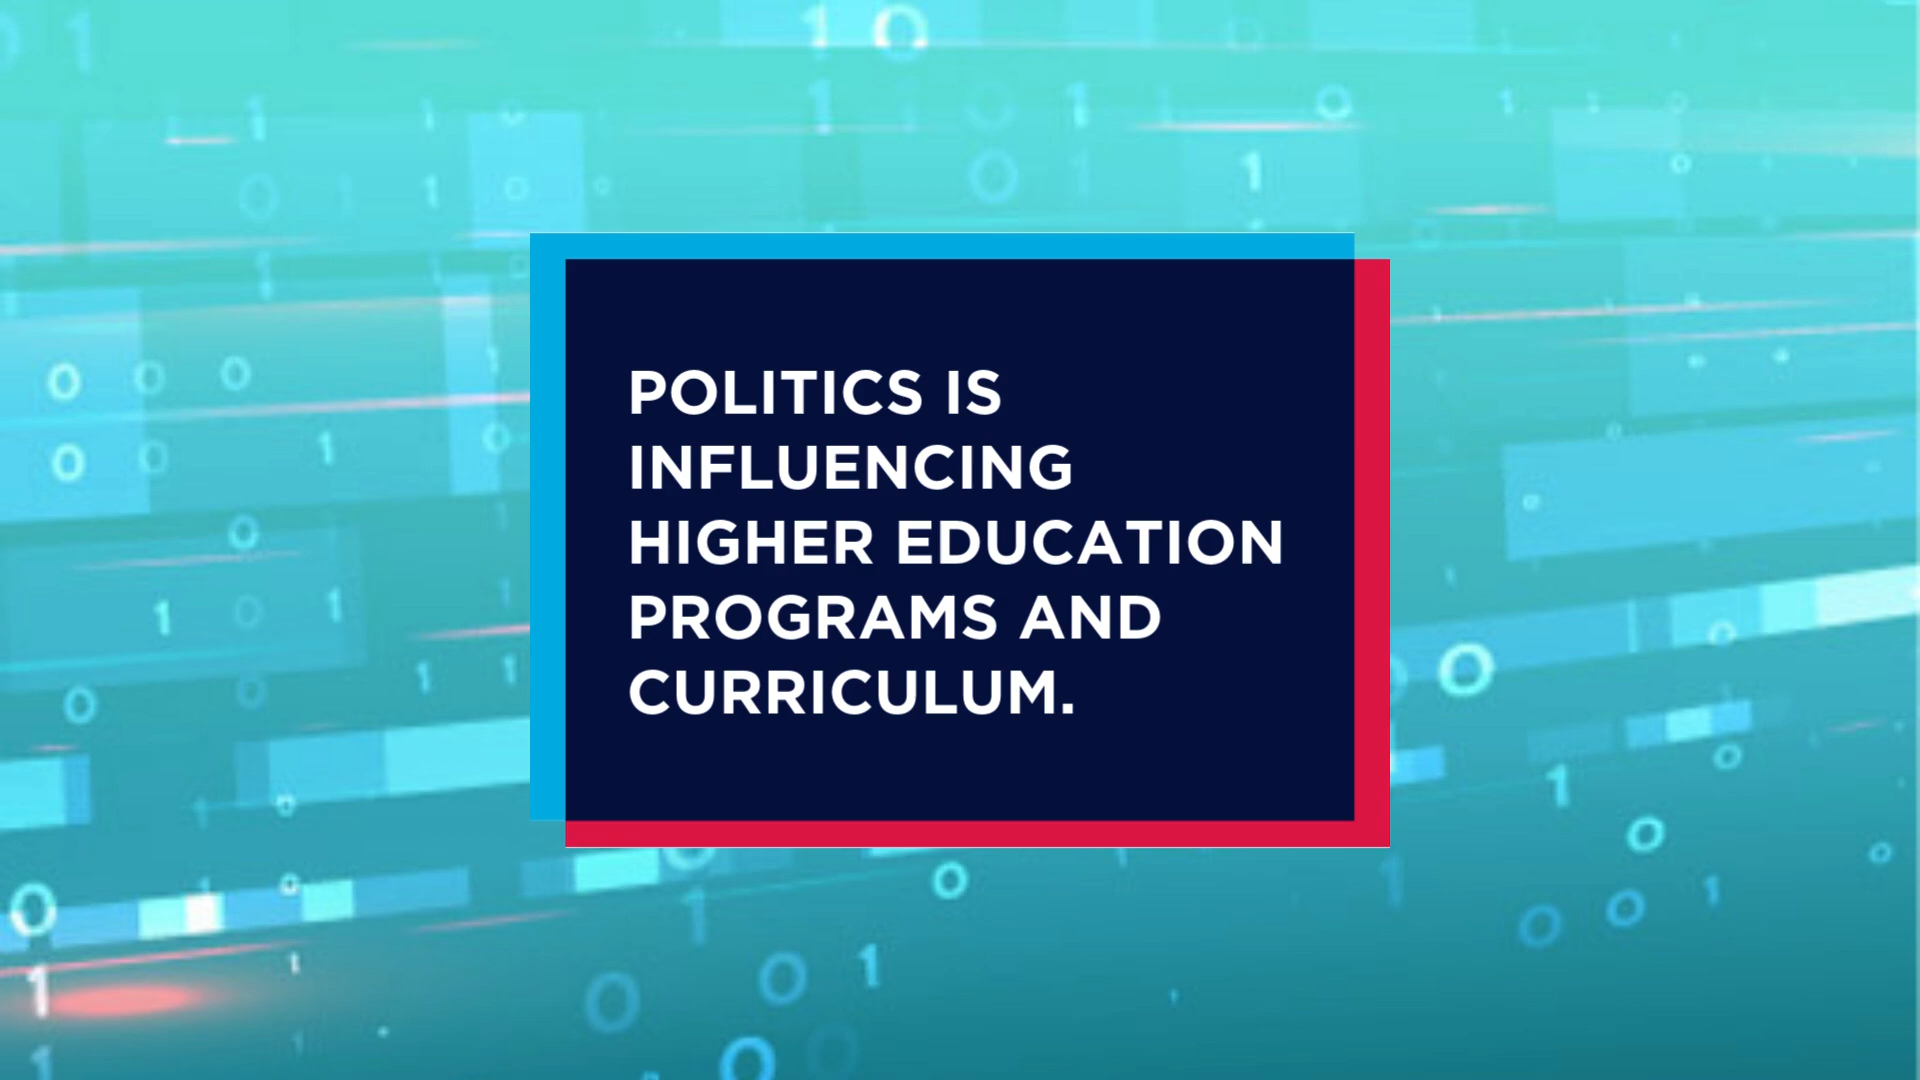 POLITICS IS
INFLUENCING
HIGHER EDUCATION
PROGRAMS AND
CURRICULUM.